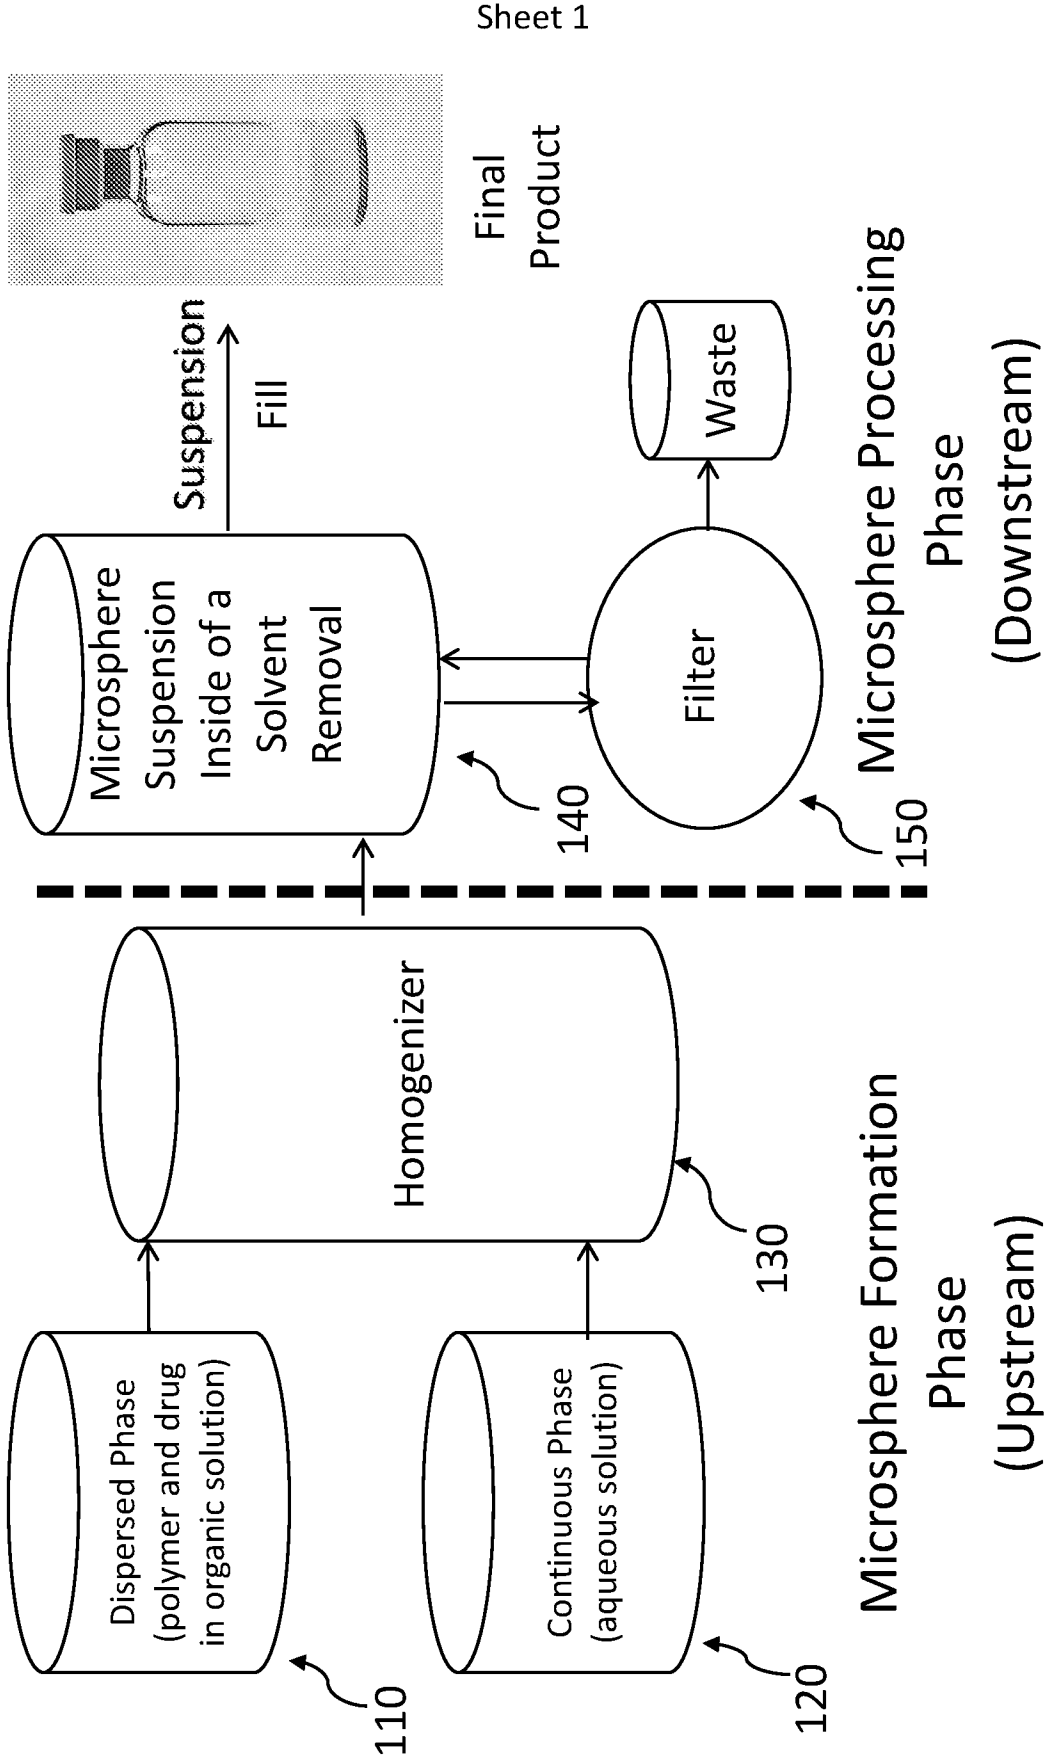 Sheet 1
Dispersed Phase
(polymer and drug
in organic solution)
110
Continuous Phase
(aqueous solution)
120
Homogenizer
130
Microsphere
Suspension
Inside of a
Solvent
Removal
140
Suspension
Fill
Final
Product
Filter
150
Waste
Microsphere Formation
Phase
(Upstream)
Microsphere Processing
Phase
(Downstream)